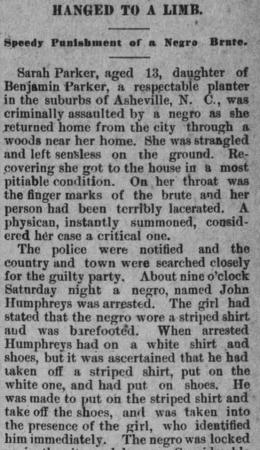 HANGED TO A LIMB.
Speedy Punishment of a Negro Brute.
Sarah Parker, aged 13, daughter of
Benjamin Parker, a respectable planter
in the suburbs of Asheville, N. C., was
criminally assaulted by a negro as she
returned home from the city through a
woods near her home. She was strangled
and left sensless on the ground. Re-
covering she got to the house in a most
pitiable condition. On her throat was
the finger marks of the brute and her
person had been terribly lacerated. A
physican, instantly summoned, consid-
ered her case a critical one.
The police were notified and the
country and town were searched closely
for the guilty party. About nine o'clock
Saturday night a negro, named John
Humphreys was arrested. The girl had
stated that the negro wore a striped shirt
and was barefooted. When arrested
Humphreys had on a white shirt and
shoes, but it was ascertained that he had
taken off a striped shirt, put on the
white one, and had put on shoes. He
was made to put on the striped shirt and
take off the shoes, and was taken into
the presence of the girl, who identified
him immediately. The negro was locked